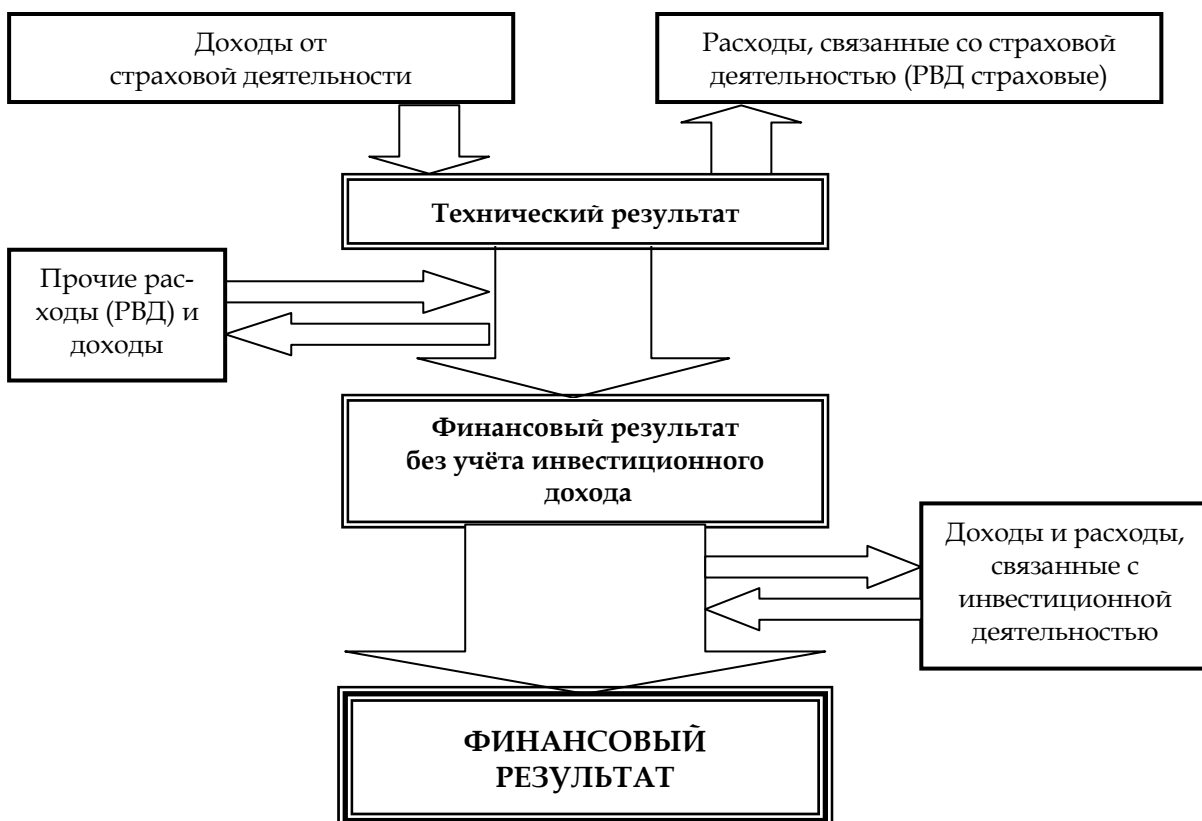 Доходы от
страховой деятельности
Расходы, связанные со страховой
деятельностью (РВД страховые)
Технический результат
Прочие рас-
ходы (РВД) и
доходы
Финансовый результат
без учёта инвестиционного
дохода
Доходы и расходы,
связанные с
инвестиционной
деятельностью
ФИНАНСОВЫЙ
РЕЗУЛЬТАТ